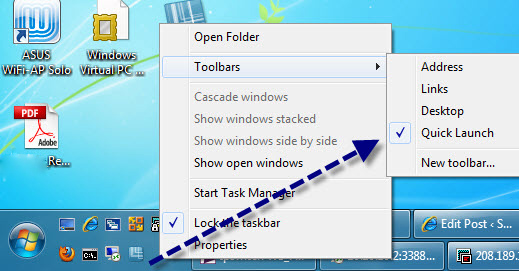 ASUS
WiFi-AP Solo
Windows
Virtual PC ...
PDF
Adobe
Open Folder
Toolbars
Cascade windows
Show windows stacked
Show windows side by side
Show open windows
Start Task Manager
Lock the taskbar
Properties
Address
Links
Desktop
Quick Launch
New toolbar...
Edit Post ‹ S...
2:3388...
208.189.